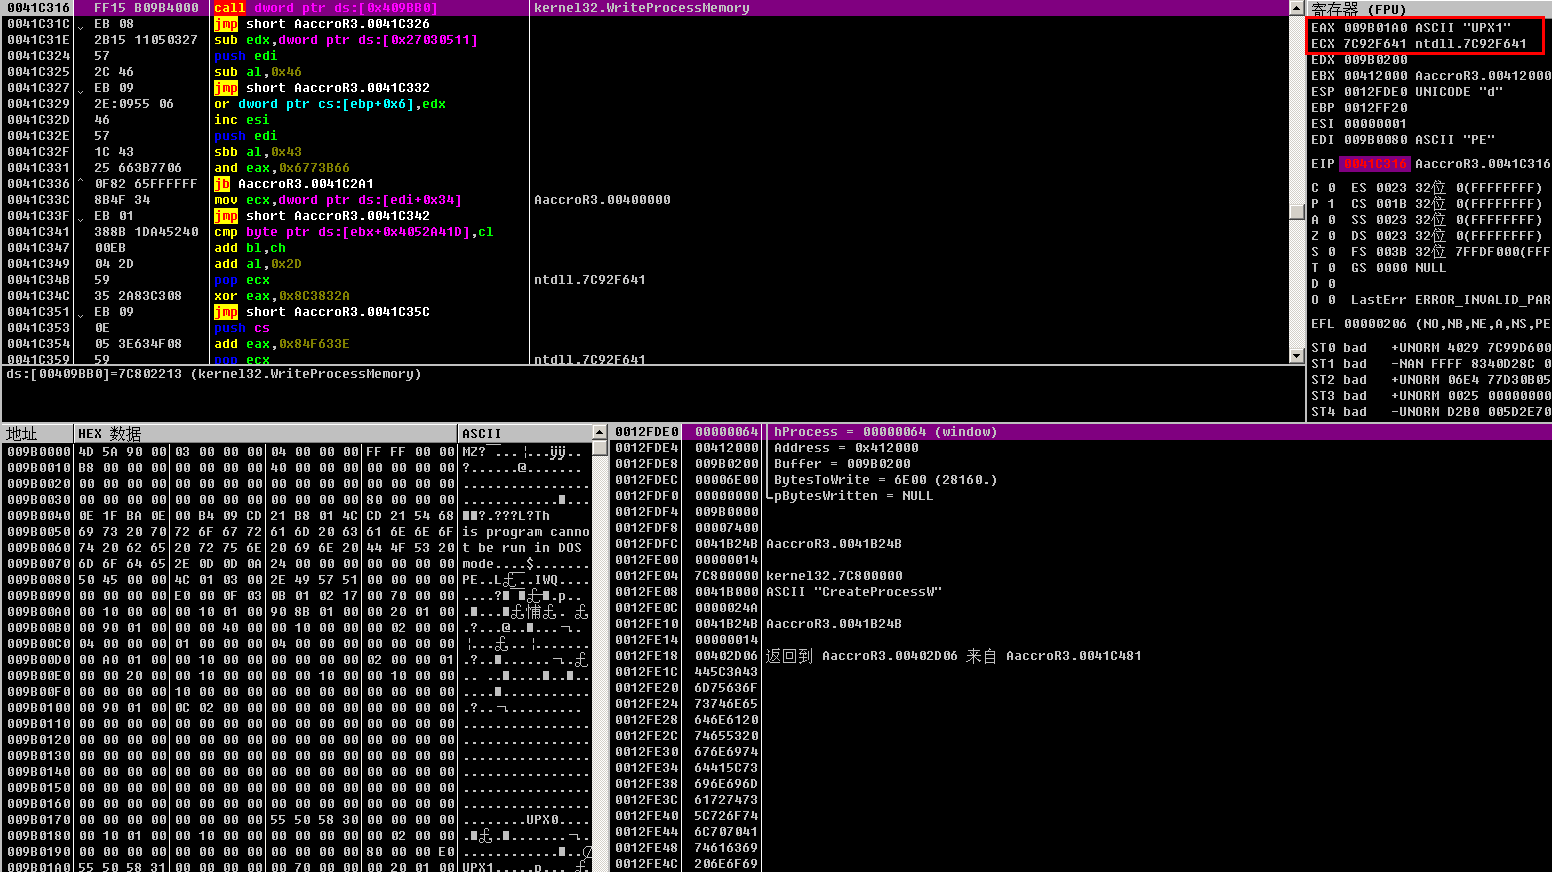 0041C316 FF15 B09B4000 call dword ptr ds:[0x409BB0] kernel32.WriteProcessMemory
0041C31C EB 08 jmp short AaccroR3.0041C326
0041C31E 2B15 11050327 sub edx,dword ptr ds:[0x27030511]
0041C324 57 push edi
0041C325 2C 46 sub al,0x46
0041C327 EB 09 jmp short AaccroR3.0041C332
0041C329 2E:0955 06 or dword ptr cs:[ebp+0x6],edx
0041C32D 46 inc esi
0041C32E 57 push edi
0041C32F 1C 43 sbb al,0x43
0041C331 25 663B7706 and eax,0x6773B66
0041C336 0F82 65FFFFFF jb AaccroR3.0041C2A1
0041C33C 8B4F 34 mov ecx,dword ptr ds:[edi+0x34] AaccroR3.00400000
0041C33F EB 01 jmp short AaccroR3.0041C342
0041C341 388B 1DA45240 cmp byte ptr ds:[ebx+0x4052A41D],cl
0041C347 00EB add bl,ch
0041C349 04 2D add al,0x2D
0041C34B 59 pop ecx ntdll.7C92F641
0041C34C 35 2A83C308 xor eax,0x8C3832A
0041C351 EB 09 jmp short AaccroR3.0041C35C
0041C353 0E push cs
0041C354 05 3E634F08 add eax,0x84F633E
0041C359 59 pop ecx ntdll.7C92F641
ds:[00409BB0]=7C802213 (kernel32.WriteProcessMemory)
寄存器 (FPU)
EAX 009B01A0 ASCII "UPX1"
ECX 7C92F641 ntdll.7C92F641
EDX 009B0200
EBX 00412000 AaccroR3.00412000
ESP 0012FDE0 UNICODE "d"
EBP 0012FF20
ESI 00000001
EDI 009B0080 ASCII "PE"
EIP 0041C316 AaccroR3.0041C316
C 0 ES 0023 32位 0(FFFFFFFF)
P 1 CS 001B 32位 0(FFFFFFFF)
A 0 SS 0023 32位 0(FFFFFFFF)
Z 0 DS 0023 32位 0(FFFFFFFF)
S 0 FS 003B 32位 7FFDF000(FFF
T 0 GS 0000 NULL
D 0
O 0 LastErr ERROR_INVALID_PAR
EFL 00000206 (NO,NB,NE,A,NS,PE
ST0 bad +UNORM 4029 7C99D600
ST1 bad -NAN FFFF 8340D28C 0
ST2 bad +UNORM 06E4 77D30B05
ST3 bad +UNORM 0025 00000000
ST4 bad -UNORM D2B0 005D2E70
地址 HEX 数据 ASCII
009B0000 4D 5A 90 00 03 00 00 00 04 00 00 00 FF FF 00 00
009B0010 B8 00 00 00 00 00 00 00 40 00 00 00 00 00 00 00 ?.......@.......
009B0020 00 00 00 00 00 00 00 00 00 00 00 00 00 00 00 00 ................
009B0030 00 00 00 00 00 00 00 00 00 00 00 00 80 00 00 00
009B0040 0E 1F BA 0E 00 B4 09 CD 21 B8 01 4C CD 21 54 68
009B0050 69 73 20 70 72 6F 67 72 61 6D 20 63 61 6E 6E 6F is program canno
009B0060 74 20 62 65 20 72 75 6E 20 69 6E 20 44 4F 53 20 t be run in DOS
009B0070 6D 6F 64 65 2E 0D 0D 0A 24 00 00 00 00 00 00 00 mode....$.......
009B0080 50 45 00 00 4C 01 03 00 2E 49 57 51 00 00 00 00
009B0090 00 00 00 00 E0 00 0F 03 0B 01 02 17 00 70 00 00
009B00A0 00 10 00 00 00 10 01 00 90 8B 01 00 00 20 01 00
009B00B0 00 90 01 00 00 00 40 00 00 10 00 00 00 02 00 00
009B00C0 04 00 00 00 01 00 00 00 04 00 00 00 00 00 00 00
009B00D0 00 A0 01 00 00 10 00 00 00 00 00 00 02 00 00 01
009B00E0 00 00 20 00 00 10 00 00 00 00 10 00 00 10 00 00
009B00F0 00 00 00 00 10 00 00 00 00 00 00 00 00 00 00 00
009B0100 00 90 01 00 0C 02 00 00 00 00 00 00 00 00 00 00
009B0110 00 00 00 00 00 00 00 00 00 00 00 00 00 00 00 00 ................
009B0120 00 00 00 00 00 00 00 00 00 00 00 00 00 00 00 00 ................
009B0130 00 00 00 00 00 00 00 00 00 00 00 00 00 00 00 00 ................
009B0140 00 00 00 00 00 00 00 00 00 00 00 00 00 00 00 00 ................
009B0150 00 00 00 00 00 00 00 00 00 00 00 00 00 00 00 00 ................
009B0160 00 00 00 00 00 00 00 00 00 00 00 00 00 00 00 00 ................
009B0170 00 00 00 00 00 00 00 00 55 50 58 30 00 00 00 00 ........UPX0....
009B0180 00 10 01 00 00 10 00 00 00 00 00 00 00 02 00 00
009B0190 00 00 00 00 00 00 00 00 00 00 00 00 80 00 00 E0
009B01A0 55 50 58 31 00 00 00 00 00 70 00 00 00 20 01 00
0012FDE0 00000064 hProcess = 00000064 (window)
0012FDE4 00412000 Address = 0x412000
0012FDE8 009B0200 Buffer = 009B0200
0012FDEC 00006E00 BytesToWrite = 6E00 (28160.)
0012FDF0 00000000 pBytesWritten = NULL
0012FDF4 009B0000
0012FDF8 00007400
0012FDFC 0041B24B AaccroR3.0041B24B
0012FE00 00000014
0012FE04 7C800000 kernel32.7C800000
0012FE08 0041B000 ASCII "CreateProcessW"
0012FE0C 0000024A
0012FE10 0041B24B AaccroR3.0041B24B
0012FE14 00000014
0012FE18 00402D06 返回到 AaccroR3.00402D06 来自 AaccroR3.0041C481
0012FE1C 445C3A43
0012FE20 6D75636F
0012FE24 73746E65
0012FE28 646E6120
0012FE2C 74655320
0012FE30 676E6974
0012FE34 64415C73
0012FE38 696E696D
0012FE3C 61727473
0012FE40 5C726F74
0012FE44 6C707041
0012FE48 74616369
0012FE4C 206E6F69